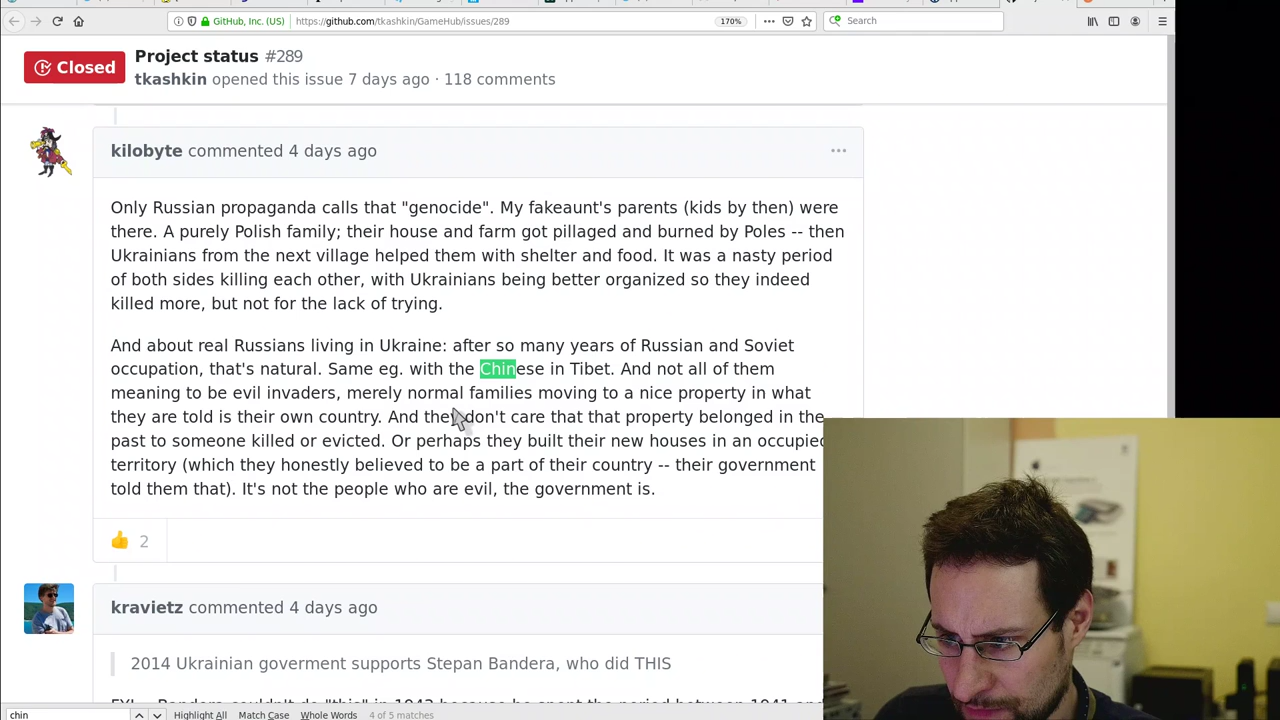 GitHub, Inc. (US)
https://github.com/tkashkin/GameHub/issues/289
170%
Search
Closed
Project status #289
tkashkin opened this issue 7 days ago · 118 comments
kilobyte commented 4 days ago
Only Russian propaganda calls that "genocide". My fakeaunt's parents (kids by then) were
there. A purely Polish family; their house and farm got pillaged and burned by Poles -- then
Ukrainians from the next village helped them with shelter and food. It was a nasty period
of both sides killing each other, with Ukrainians being better organized so they indeed
killed more, but not for the lack of trying.
And about real Russians living in Ukraine: after so many years of Russian and Soviet
occupation, that's natural. Same eg. with the Chinese in Tibet. And not all of them
meaning to be evil invaders, merely normal families moving to a nice property in what
they are told is their own country. And they don't care that that property belonged in the
past to someone killed or evicted. Or perhaps they built their new houses in an occupied
territory (which they honestly believed to be a part of their country -- their government
told them that). It's not the people who are evil, the government is.
👍 2
kravietz commented 4 days ago
2014 Ukrainian goverment supports Stepan Bandera, who did THIS
chin
Highlight All Match Case Whole Words 4 of 5 matches